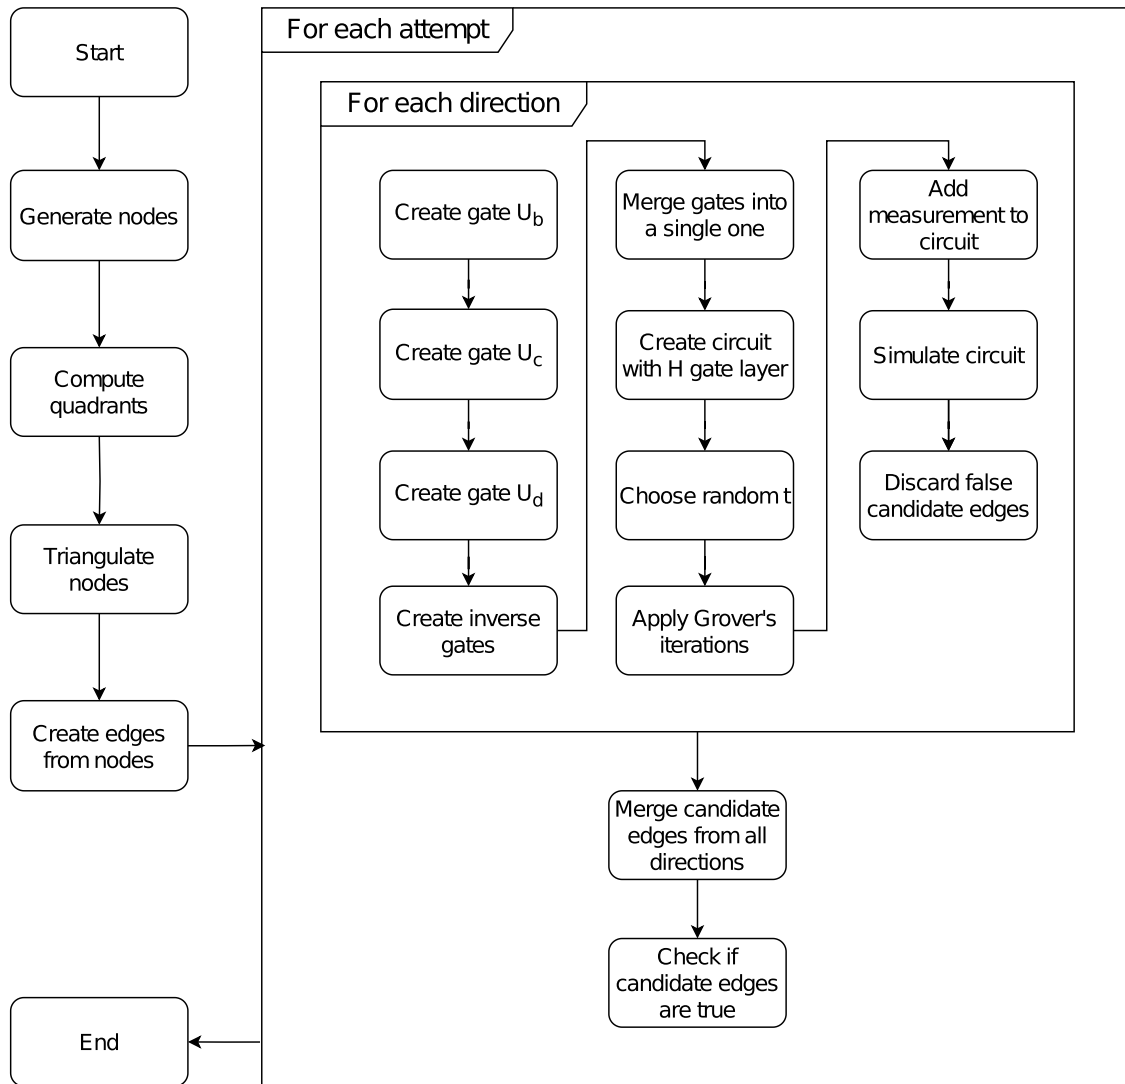 Start
Generate nodes
Compute
quadrants
Triangulate
nodes
Create edges
from nodes
End
For each attempt
For each direction
Create gate U_b
Create gate U_c
Create gate U_d
Create inverse
gates
Merge gates into
a single one
Create circuit
with H gate layer
Choose random t
Apply Grover's
iterations
Add
measurement to
circuit
Simulate circuit
Discard false
candidate edges
Merge candidate
edges from all
directions
Check if
candidate edges
are true